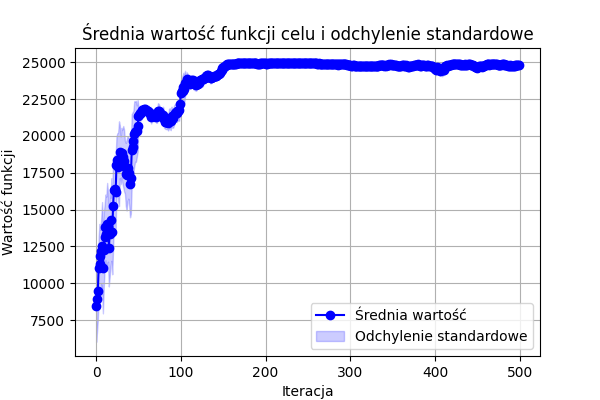 Średnia wartość funkcji celu i odchylenie standardowe
Wartość funkcji
25000
22500
20000
17500
15000
12500
10000
7500
0 100 200 300 400 500
Iteracja
Średnia wartość
Odchylenie standardowe